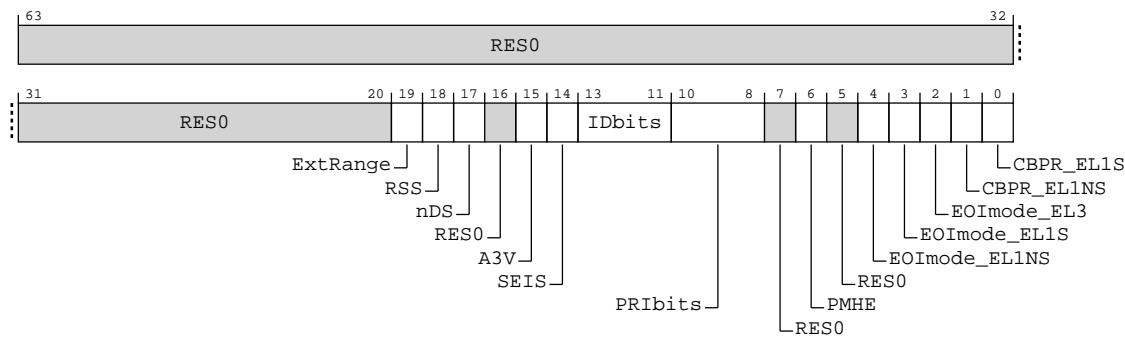 63 32
RES0
31 20 19 18 17 16 15 14 13 11 10 8 7 6 5 4 3 2 1 0
RES0 IDbits
ExtRange CBPR_EL1S
RSS CBPR_EL1NS
nDS EOImode_EL3
RES0 EOImode_EL1S
A3V EOImode_EL1NS
SEIS RES0
PRIbits PMHE
RES0